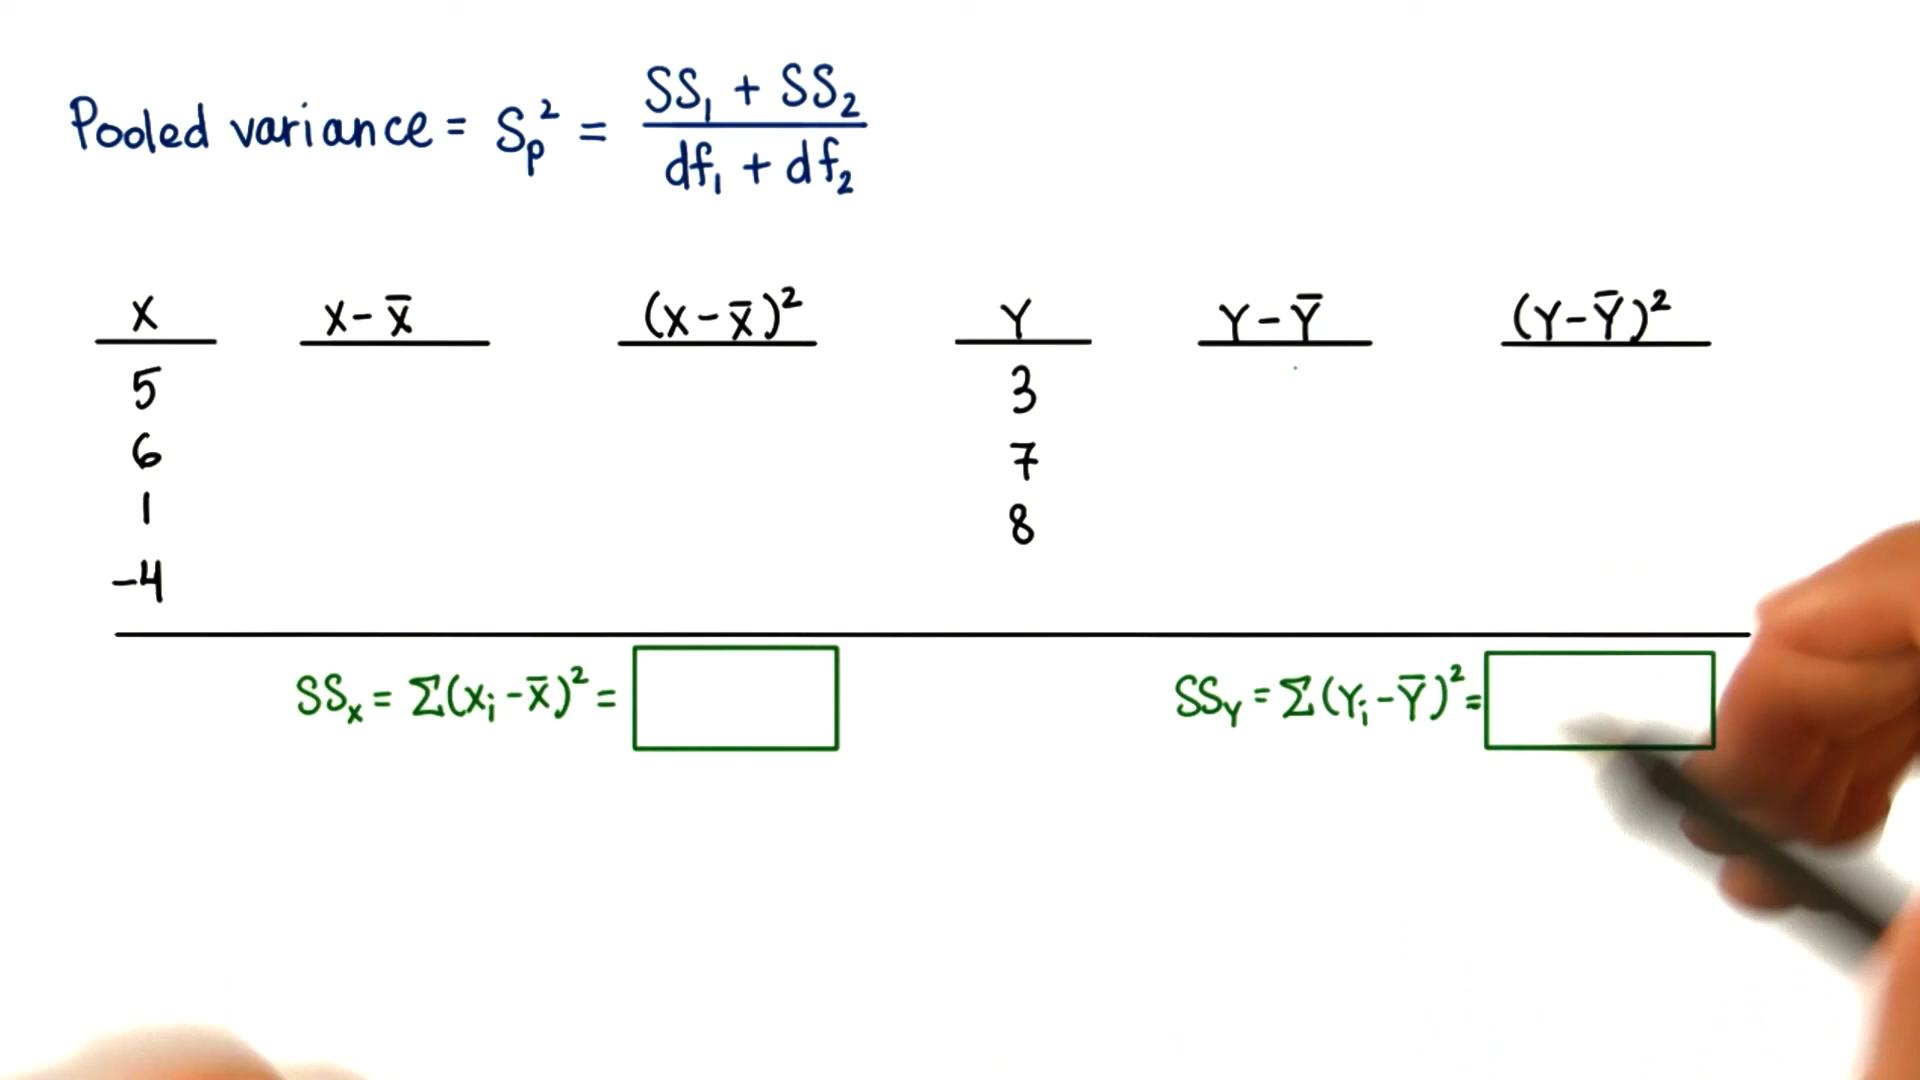 Pooled variance = Sp² = (SS₁ + SS₂) / (df₁ + df₂)
X X-X̄ (X-X̄)² Y Y-Ȳ (Y-Ȳ)²
5 3
6 7
1 8
-4
SSx = Σ(Xi-X̄)² = SSY = Σ(Yi-Ȳ)² =